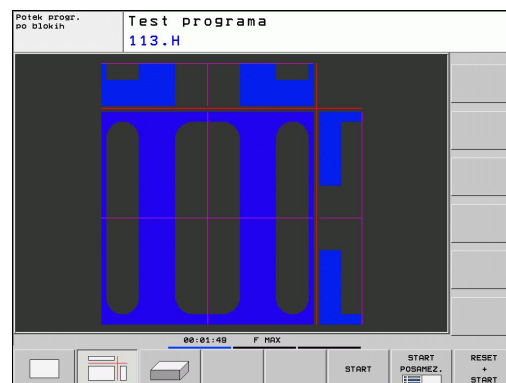 Potek progr.
po blokih
Test programa
113.H
00:01:49 F MAX
START
START
POSAMEZ.
RESET
+
START